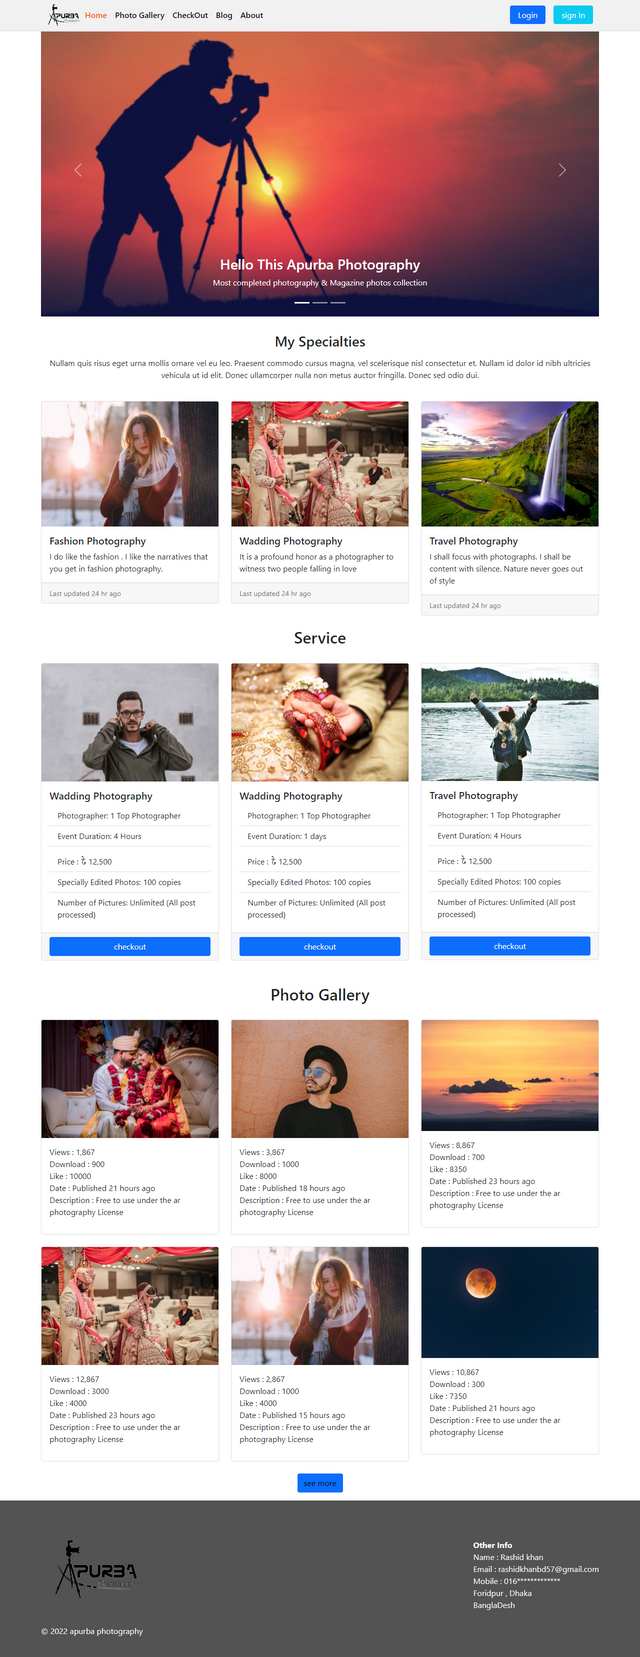 APURBA
Home Photo Gallery CheckOut Blog About
Login sign In
Hello This Apurba Photography
Most completed photography & Magazine photos collection
My Specialties
Nullam quis risus eget urna mollis ornare vel eu leo. Praesent commodo cursus magna, vel scelerisque nisl consectetur et. Nullam id dolor id nibh ultricies
vehicula ut id elit. Donec ullamcorper nulla non metus auctor fringilla. Donec sed odio dui.
Fashion Photography
I do like the fashion . I like the narratives that
you get in fashion photography.
Last updated 24 hr ago
Wadding Photography
It is a profound honor as a photographer to
witness two people falling in love
Last updated 24 hr ago
Travel Photography
I shall focus with photographs. I shall be
content with silence. Nature never goes out
of style
Last updated 24 hr ago
Service
Wadding Photography
Photographer: 1 Top Photographer
Event Duration: 4 Hours
Price : ৳ 12,500
Specially Edited Photos: 100 copies
Number of Pictures: Unlimited (All post
processed)
checkout
Wadding Photography
Photographer: 1 Top Photographer
Event Duration: 1 days
Price : ৳ 12,500
Specially Edited Photos: 100 copies
Number of Pictures: Unlimited (All post
processed)
checkout
Travel Photography
Photographer: 1 Top Photographer
Event Duration: 4 Hours
Price : ৳ 12,500
Specially Edited Photos: 100 copies
Number of Pictures: Unlimited (All post
processed)
checkout
Photo Gallery
Views : 1,867
Download : 900
Like : 10000
Date : Published 21 hours ago
Description : Free to use under the ar
photography License
Views : 3,867
Download : 1000
Like : 8000
Date : Published 18 hours ago
Description : Free to use under the ar
photography License
Views : 8,867
Download : 700
Like : 8350
Date : Published 23 hours ago
Description : Free to use under the ar
photography License
Views : 12,867
Download : 3000
Like : 4000
Date : Published 23 hours ago
Description : Free to use under the ar
photography License
Views : 2,867
Download : 1000
Like : 4000
Date : Published 15 hours ago
Description : Free to use under the ar
photography License
Views : 10,867
Download : 300
Like : 7350
Date : Published 21 hours ago
Description : Free to use under the ar
photography License
see more
APURBA
Other Info
Name : Rashid khan
Email : rashidkhanbd57@gmail.com
Mobile : 016*************
Foridpur , Dhaka
BanglaDesh
© 2022 apurba photography